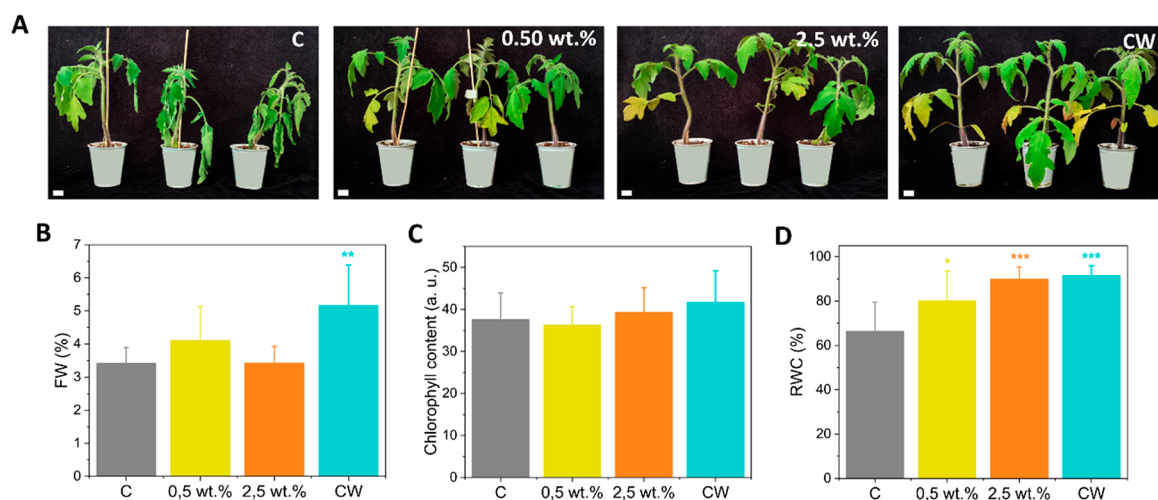 A
C
0.50 wt.%
2.5 wt.%
CW
B
FW (%)
7
6
5
4
3
2
1
0
**
C
0,5 wt.%
2,5 wt.%
CW
C
Chlorophyll content (a. u.)
50
40
30
20
10
0
C
0,5 wt.%
2,5 wt.%
CW
D
RWC (%)
100
80
60
40
20
0
*
***
***
C
0,5 wt.%
2,5 wt.%
CW